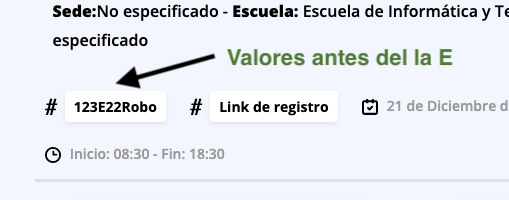 Sede:No especificado - Escuela: Escuela de Informática y Te
especificado
Valores antes del la E
# 123E22Robo # Link de registro 21 de Diciembre d
Inicio: 08:30 - Fin: 18:30